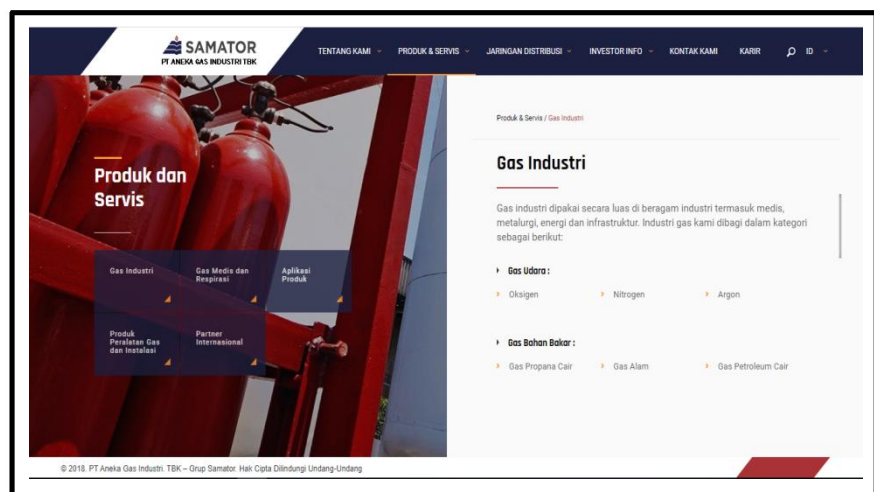 SAMATOR
PT ANEKA GAS INDUSTRI TBK
TENTANG KAMI PRODUK & SERVIS JARINGAN DISTRIBUSI INVESTOR INFO KONTAK KAMI KARIR ID
Produk & Servis / Gas Industri
Produk dan
Servis
Gas Industri
Gas Medis dan
Respirasi
Aplikasi
Produk
Produk
Peralatan Gas
dan Instalasi
Partner
Internasional
Gas Industri
Gas industri dipakai secara luas di beragam industri termasuk medis,
metalurgi, energi dan infrastruktur. Industri gas kami dibagi dalam kategori
sebagai berikut:
Gas Udara :
Oksigen Nitrogen Argon
Gas Bahan Bakar :
Gas Propana Cair Gas Alam Gas Petroleum Cair
© 2018. PT Aneka Gas Industri. TBK – Grup Samator. Hak Cipta Dilindungi Undang-Undang